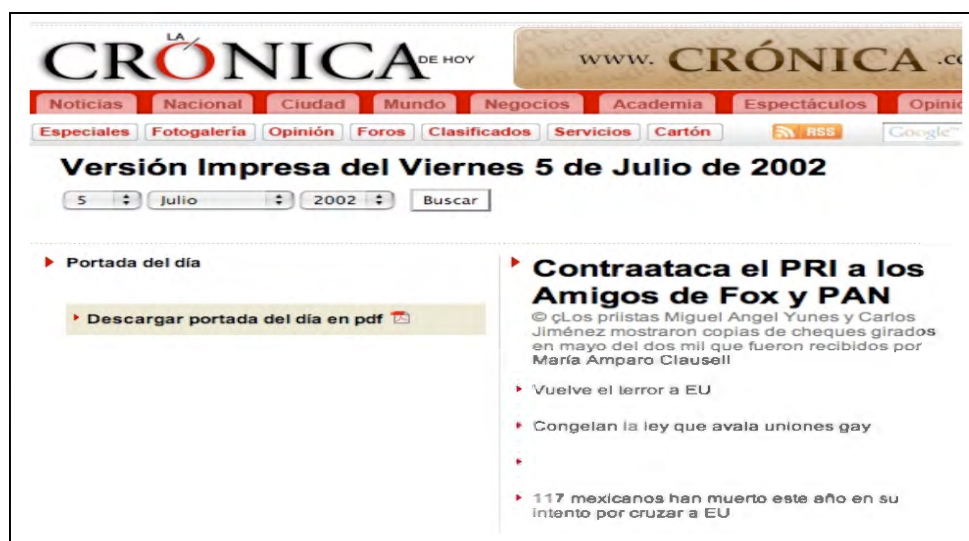 LA
CRÓNICA DE HOY
www. CRÓNICA .co
Noticias Nacional Ciudad Mundo Negocios Academia Espectáculos Opinio
Especiales Fotogalería Opinión Foros Clasificados Servicios Cartón RSS Google™
Versión Impresa del Viernes 5 de Julio de 2002
5 Julio 2002 Buscar
Portada del día
Descargar portada del día en pdf
Contraataca el PRI a los
Amigos de Fox y PAN
© çLos priistas Miguel Angel Yunes y Carlos
Jiménez mostraron copias de cheques girados
en mayo del dos mil que fueron recibidos por
María Amparo Clausell
Vuelve el terror a EU
Congelan la ley que avala uniones gay
117 mexicanos han muerto este año en su
intento por cruzar a EU